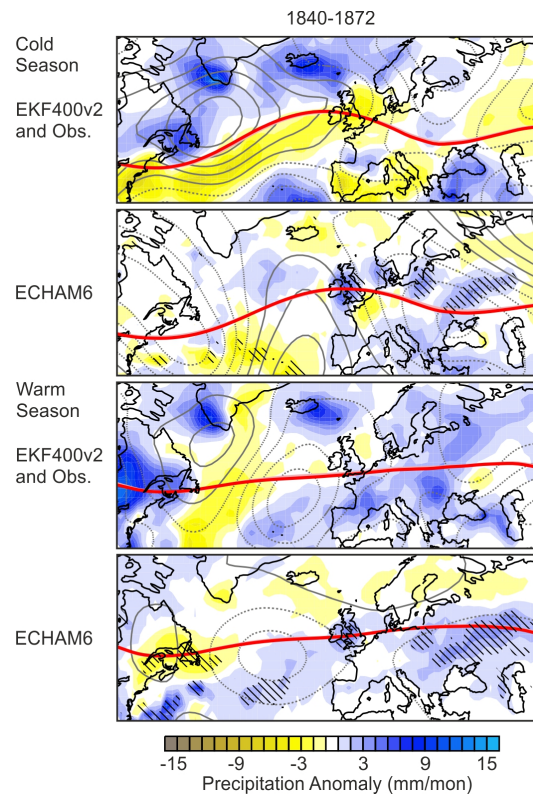 1840-1872
Cold
Season
EKF400v2
and Obs.
ECHAM6
Warm
Season
EKF400v2
and Obs.
ECHAM6
-15 -9 -3 3 9 15
Precipitation Anomaly (mm/mon)